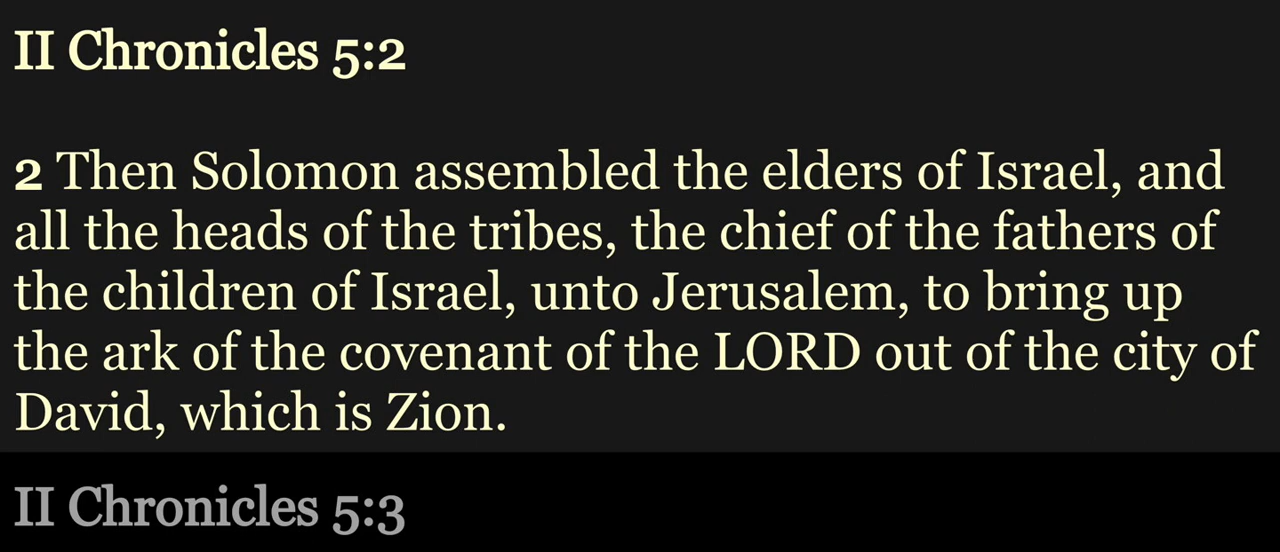 II Chronicles 5:2
2 Then Solomon assembled the elders of Israel, and
all the heads of the tribes, the chief of the fathers of
the children of Israel, unto Jerusalem, to bring up
the ark of the covenant of the LORD out of the city of
David, which is Zion.
II Chronicles 5:3